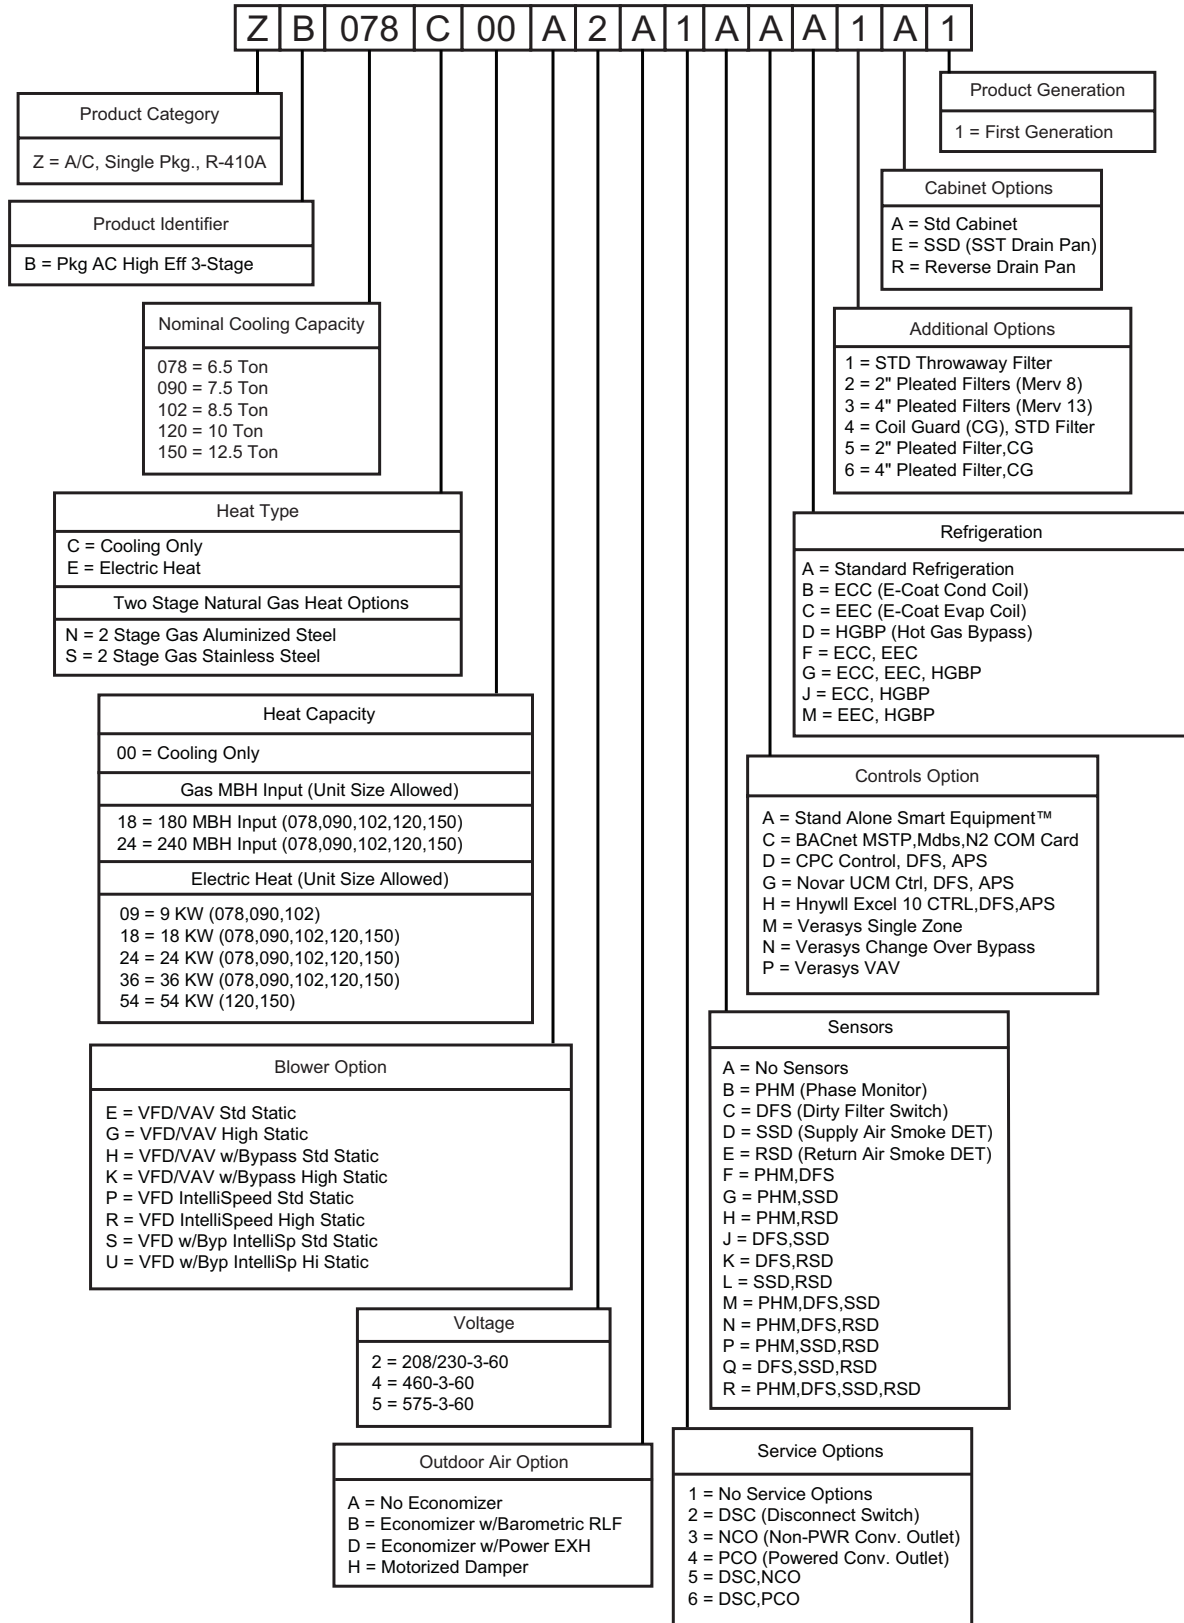 Z B 078 C 00 A 2 A 1 A A A 1 A 1
Product Category
Z = A/C, Single Pkg., R-410A
Product Identifier
B = Pkg AC High Eff 3-Stage
Nominal Cooling Capacity
078 = 6.5 Ton
090 = 7.5 Ton
102 = 8.5 Ton
120 = 10 Ton
150 = 12.5 Ton
Heat Type
C = Cooling Only
E = Electric Heat
Two Stage Natural Gas Heat Options
N = 2 Stage Gas Aluminized Steel
S = 2 Stage Gas Stainless Steel
Heat Capacity
00 = Cooling Only
Gas MBH Input (Unit Size Allowed)
18 = 180 MBH Input (078,090,102,120,150)
24 = 240 MBH Input (078,090,102,120,150)
Electric Heat (Unit Size Allowed)
09 = 9 KW (078,090,102)
18 = 18 KW (078,090,102,120,150)
24 = 24 KW (078,090,102,120,150)
36 = 36 KW (078,090,102,120,150)
54 = 54 KW (120,150)
Blower Option
E = VFD/VAV Std Static
G = VFD/VAV High Static
H = VFD/VAV w/Bypass Std Static
K = VFD/VAV w/Bypass High Static
P = VFD IntelliSpeed Std Static
R = VFD IntelliSpeed High Static
S = VFD w/Byp IntelliSp Std Static
U = VFD w/Byp IntelliSp Hi Static
Voltage
2 = 208/230-3-60
4 = 460-3-60
5 = 575-3-60
Outdoor Air Option
A = No Economizer
B = Economizer w/Barometric RLF
D = Economizer w/Power EXH
H = Motorized Damper
Product Generation
1 = First Generation
Cabinet Options
A = Std Cabinet
E = SSD (SST Drain Pan)
R = Reverse Drain Pan
Additional Options
1 = STD Throwaway Filter
2 = 2" Pleated Filters (Merv 8)
3 = 4" Pleated Filters (Merv 13)
4 = Coil Guard (CG), STD Filter
5 = 2" Pleated Filter,CG
6 = 4" Pleated Filter,CG
Refrigeration
A = Standard Refrigeration
B = ECC (E-Coat Cond Coil)
C = EEC (E-Coat Evap Coil)
D = HGBP (Hot Gas Bypass)
F = ECC, EEC
G = ECC, EEC, HGBP
J = ECC, HGBP
M = EEC, HGBP
Controls Option
A = Stand Alone Smart Equipment™
C = BACnet MSTP,Mdbs,N2 COM Card
D = CPC Control, DFS, APS
G = Novar UCM Ctrl, DFS, APS
H = Hnywll Excel 10 CTRL,DFS,APS
M = Verasys Single Zone
N = Verasys Change Over Bypass
P = Verasys VAV
Sensors
A = No Sensors
B = PHM (Phase Monitor)
C = DFS (Dirty Filter Switch)
D = SSD (Supply Air Smoke DET)
E = RSD (Return Air Smoke DET)
F = PHM,DFS
G = PHM,SSD
H = PHM,RSD
J = DFS,SSD
K = DFS,RSD
L = SSD,RSD
M = PHM,DFS,SSD
N = PHM,DFS,RSD
P = PHM,SSD,RSD
Q = DFS,SSD,RSD
R = PHM,DFS,SSD,RSD
Service Options
1 = No Service Options
2 = DSC (Disconnect Switch)
3 = NCO (Non-PWR Conv. Outlet)
4 = PCO (Powered Conv. Outlet)
5 = DSC,NCO
6 = DSC,PCO